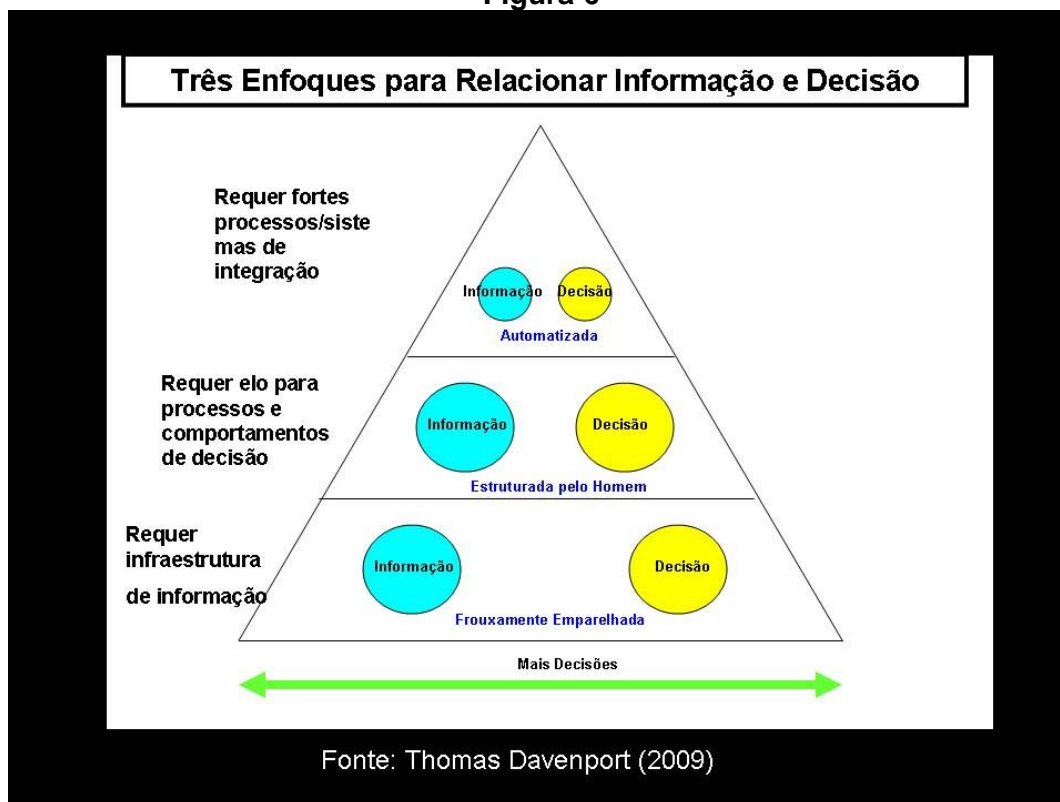 Três Enfoques para Relacionar Informação e Decisão
Requer fortes
processos/siste
mas de
integração
Informação Decisão
Automatizada
Requer elo para
processos e
comportamentos
de decisão
Informação Decisão
Estruturada pelo Homem
Requer
infraestrutura
de informação
Informação Decisão
Frouxamente Emparelhada
Mais Decisões
Fonte: Thomas Davenport (2009)